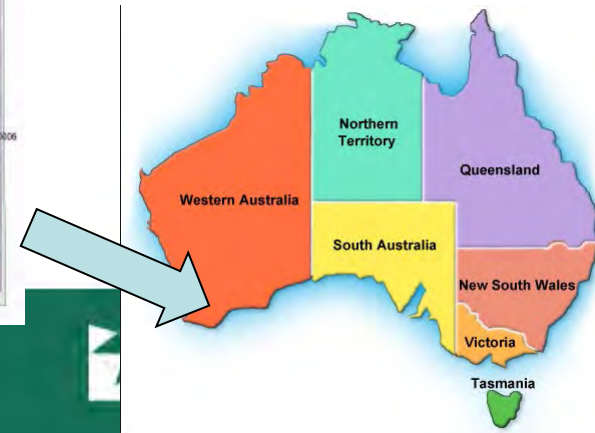 Northern
Territory
Queensland
Western Australia
South Australia
New South Wales
Victoria
Tasmania